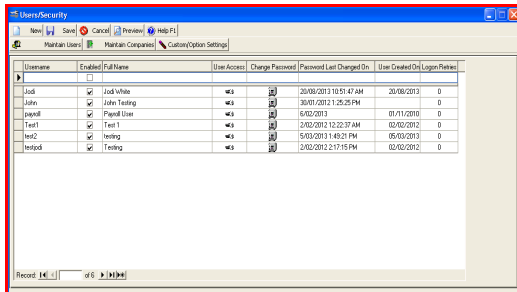 Users/Security
New Save Cancel Preview Help F1
Maintain Users Maintain Companies Custom/Option Settings
Username Enabled Full Name User Access Change Password Password Last Changed On User Created On Logon Retries
Jodi Jodi White 20/08/2013 10:51:47 AM 20/08/2013 0
John John Testing 30/01/2012 1:25:25 PM 0
payroll Payroll User 6/02/2013 01/11/2010 0
Test1 Test 1 2/02/2012 12:22:37 AM 02/02/2012 0
test2 testing 5/03/2013 1:49:21 PM 05/03/2013 0
testjodi Testing 2/02/2012 2:17:15 PM 02/02/2012 0
Record: of 6